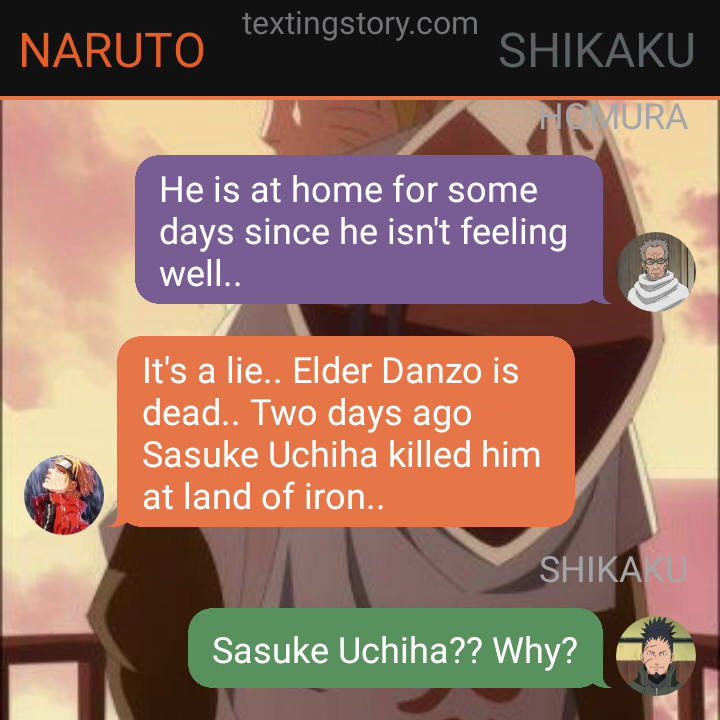 textingstory.com
NARUTO
SHIKAKU
HOMURA
He is at home for some
days since he isn't feeling
well..
It's a lie.. Elder Danzo is
dead.. Two days ago
Sasuke Uchiha killed him
at land of iron..
SHIKAKU
Sasuke Uchiha?? Why?